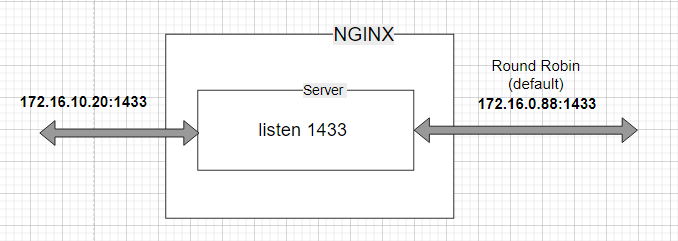 NGINX
Round Robin
(default)
Server
172.16.10.20:1433
172.16.0.88:1433
listen 1433